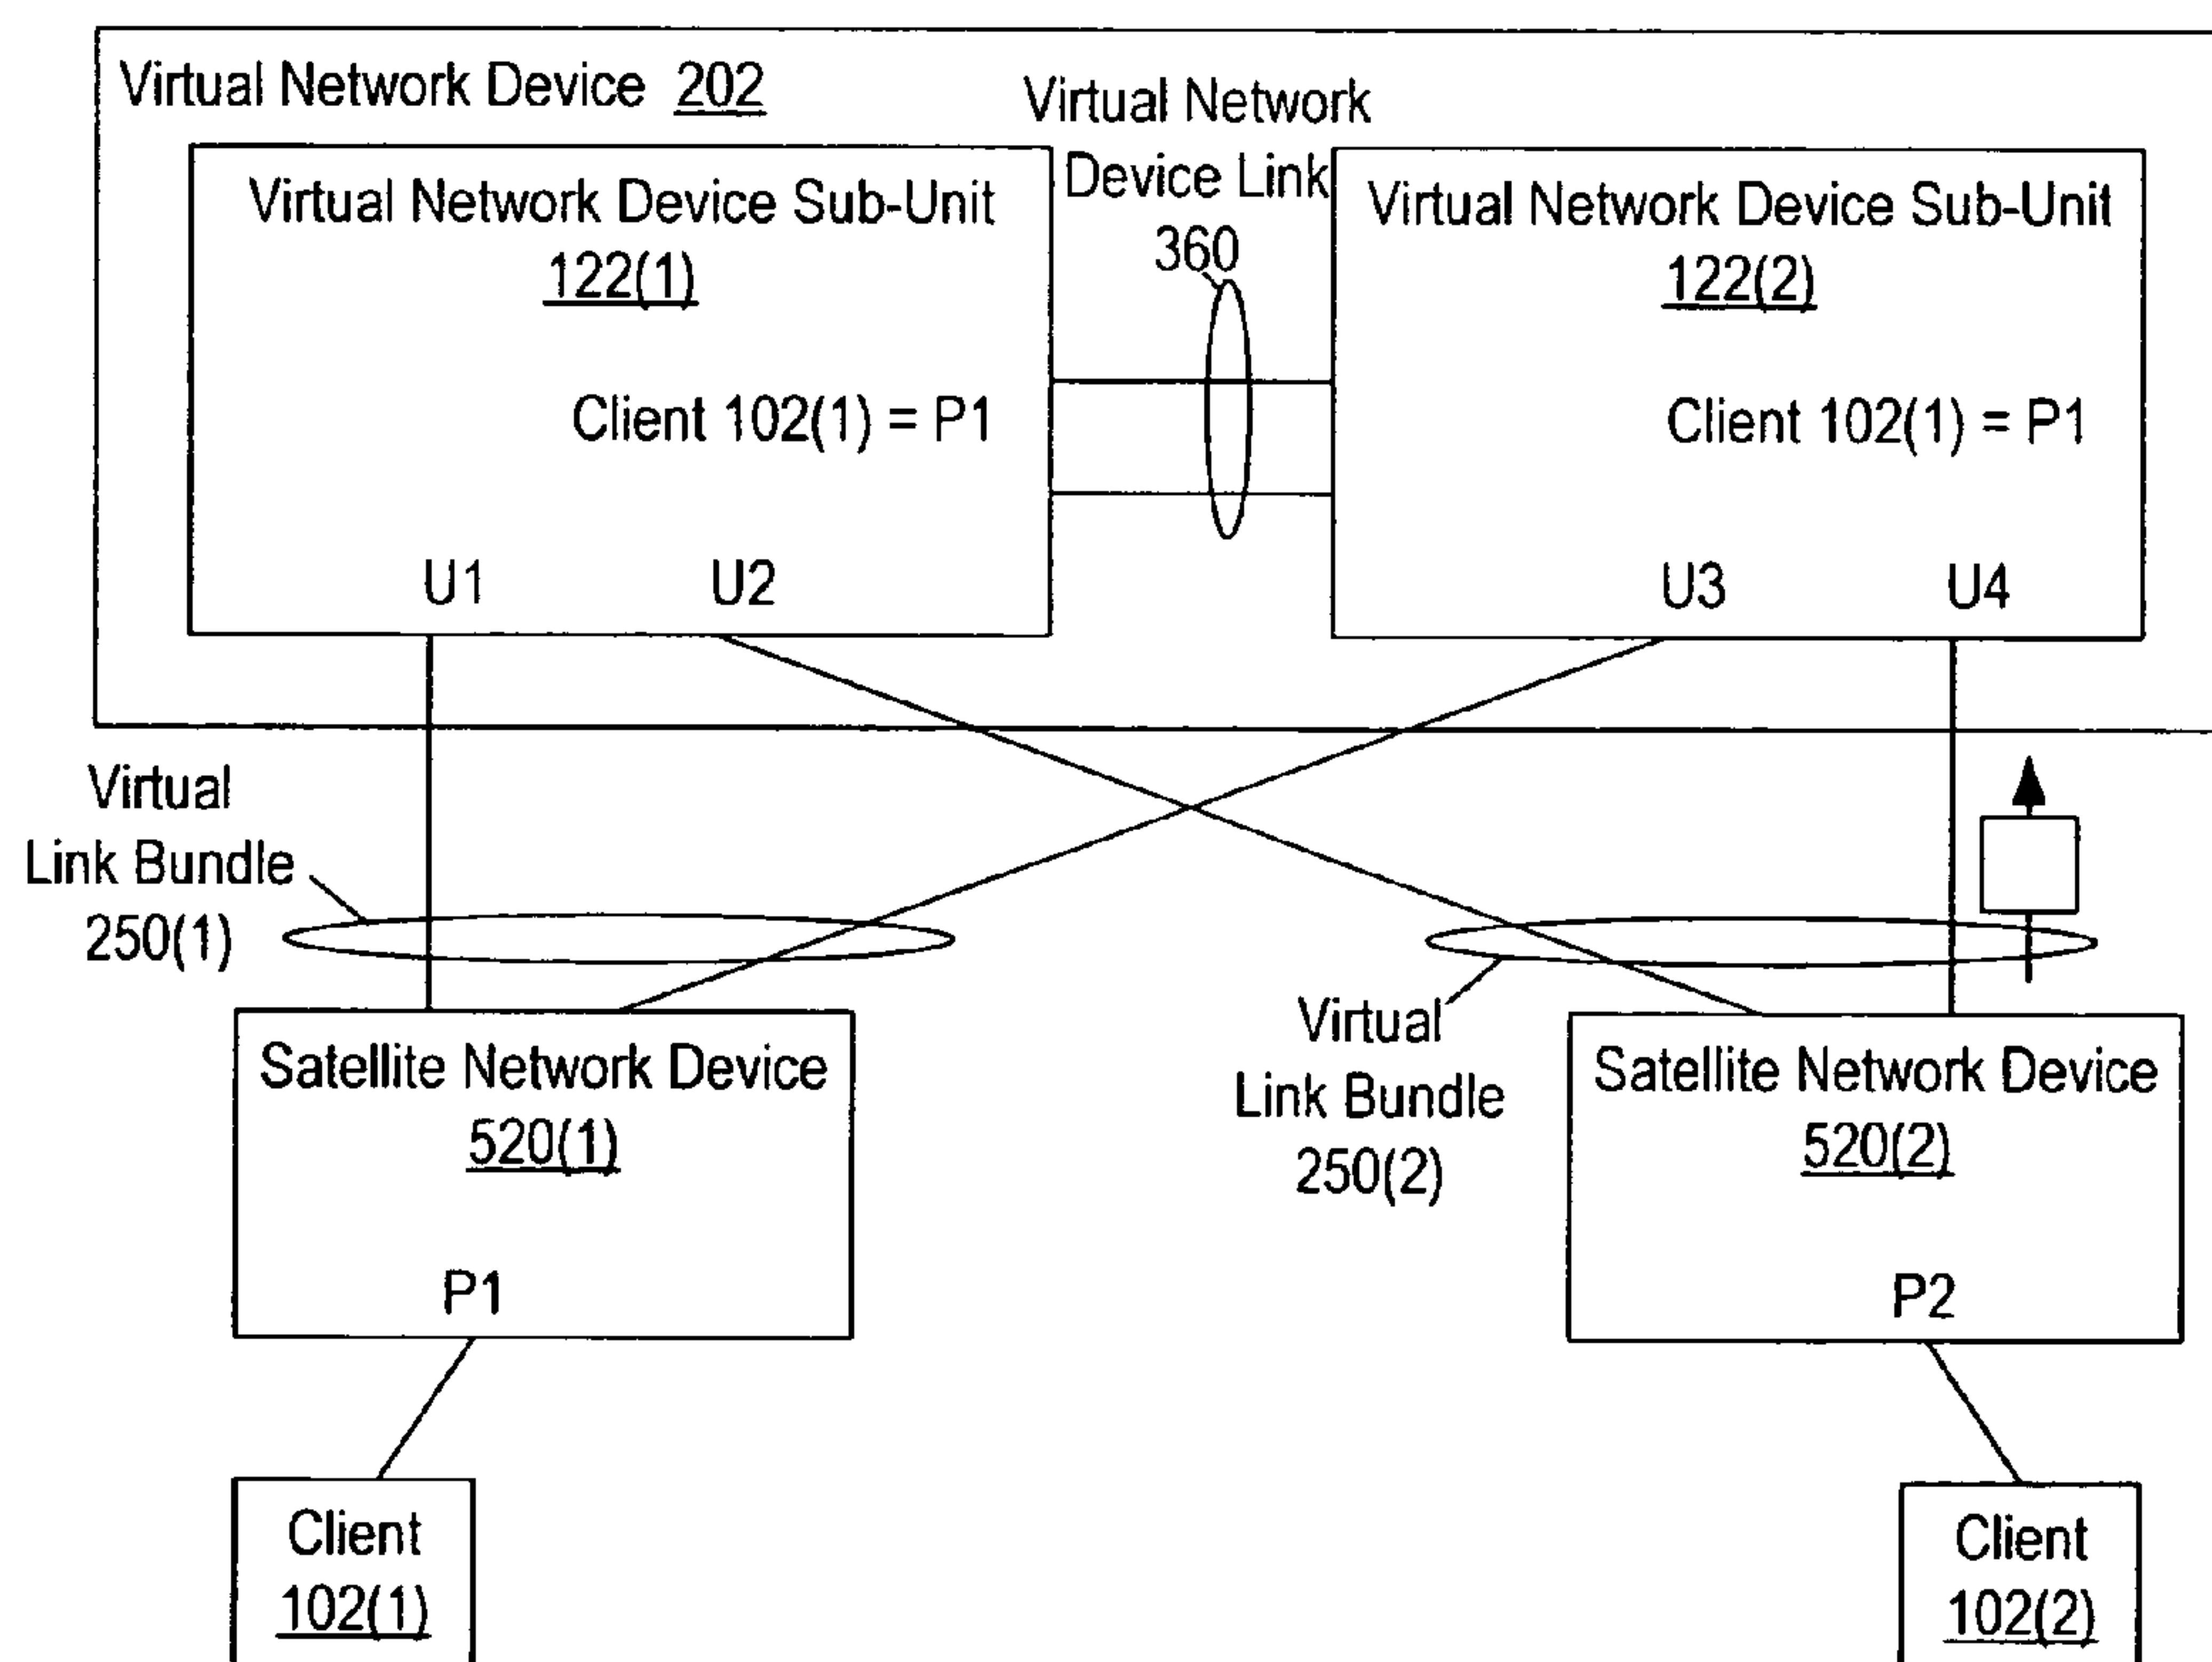 Virtual Network Device 202
Virtual Network
Device Link
360
Virtual Network Device Sub-Unit
122(1)
Client 102(1) = P1
U1 U2
Virtual Network Device Sub-Unit
122(2)
Client 102(1) = P1
U3 U4
Virtual
Link Bundle
250(1)
Virtual
Link Bundle
250(2)
Satellite Network Device
520(1)
P1
Satellite Network Device
520(2)
P2
Client
102(1)
Client
102(2)